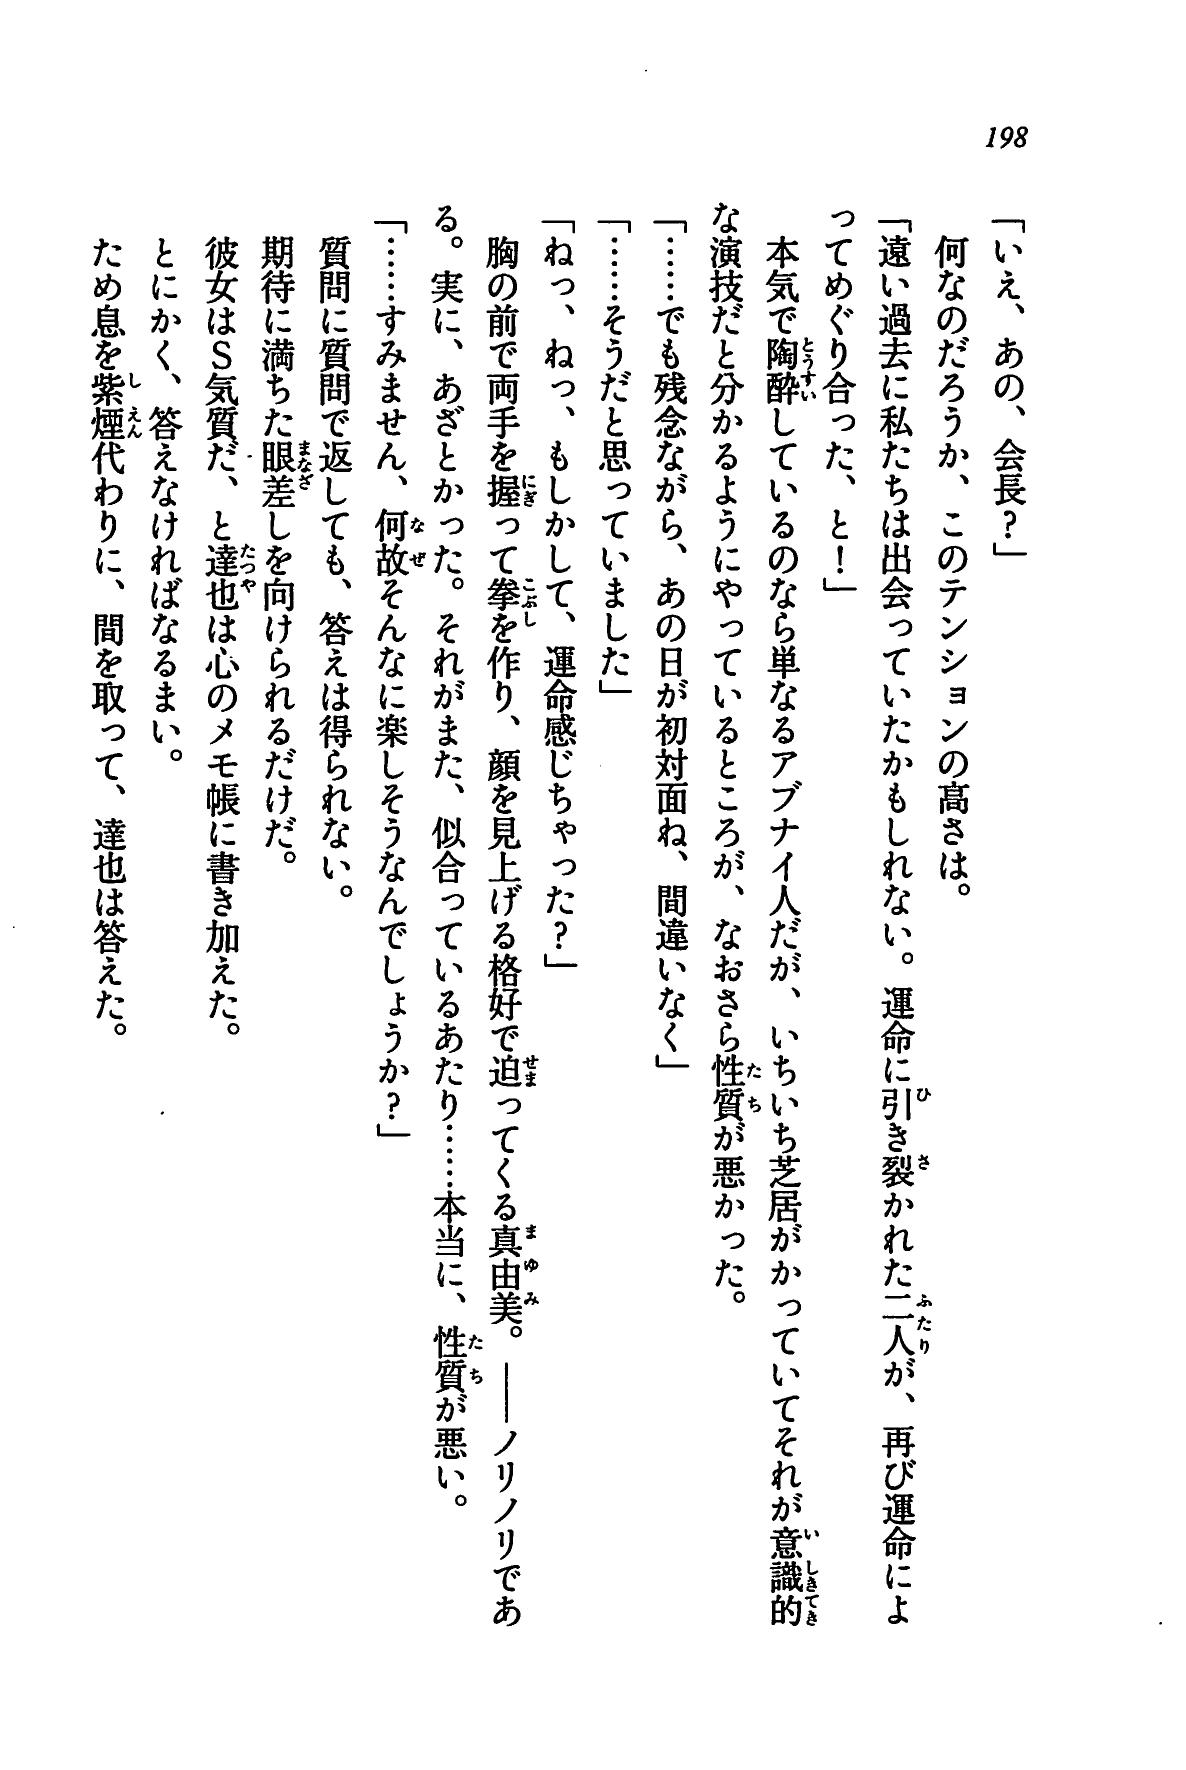 198
「いえ、あの、会長？」
何なのだろうか、このテンションの高さは。
「遠い過去に私たちは出会っていたかもしれない。運命に引き裂かれた二人が、再び運命によ
ってめぐり合った、と！」
本気で陶酔しているのなら単なるアブナイ人だが、いちいち芝居がかっていてそれが意識的
な演技だと分かるようにやっているところが、なおさら性質が悪かった。
「……でも残念ながら、あの日が初対面ね、間違いなく」
「……そうだと思っていました」
「ねっ、ねっ、もしかして、運命感じちゃった？」
胸の前で両手を握って拳を作り、顔を見上げる格好で迫ってくる真由美。――ノリノリであ
る。実に、あざとかった。それがまた、似合っているあたり……本当に、性質が悪い。
「……すみません、何故そんなに楽しそうなんでしょうか？」
質問に質問で返しても、答えは得られない。
期待に満ちた眼差しを向けられるだけだ。
彼女はＳ気質だ、と達也は心のメモ帳に書き加えた。
とにかく、答えなければなるまい。
ため息を紫煙代わりに、間を取って、達也は答えた。